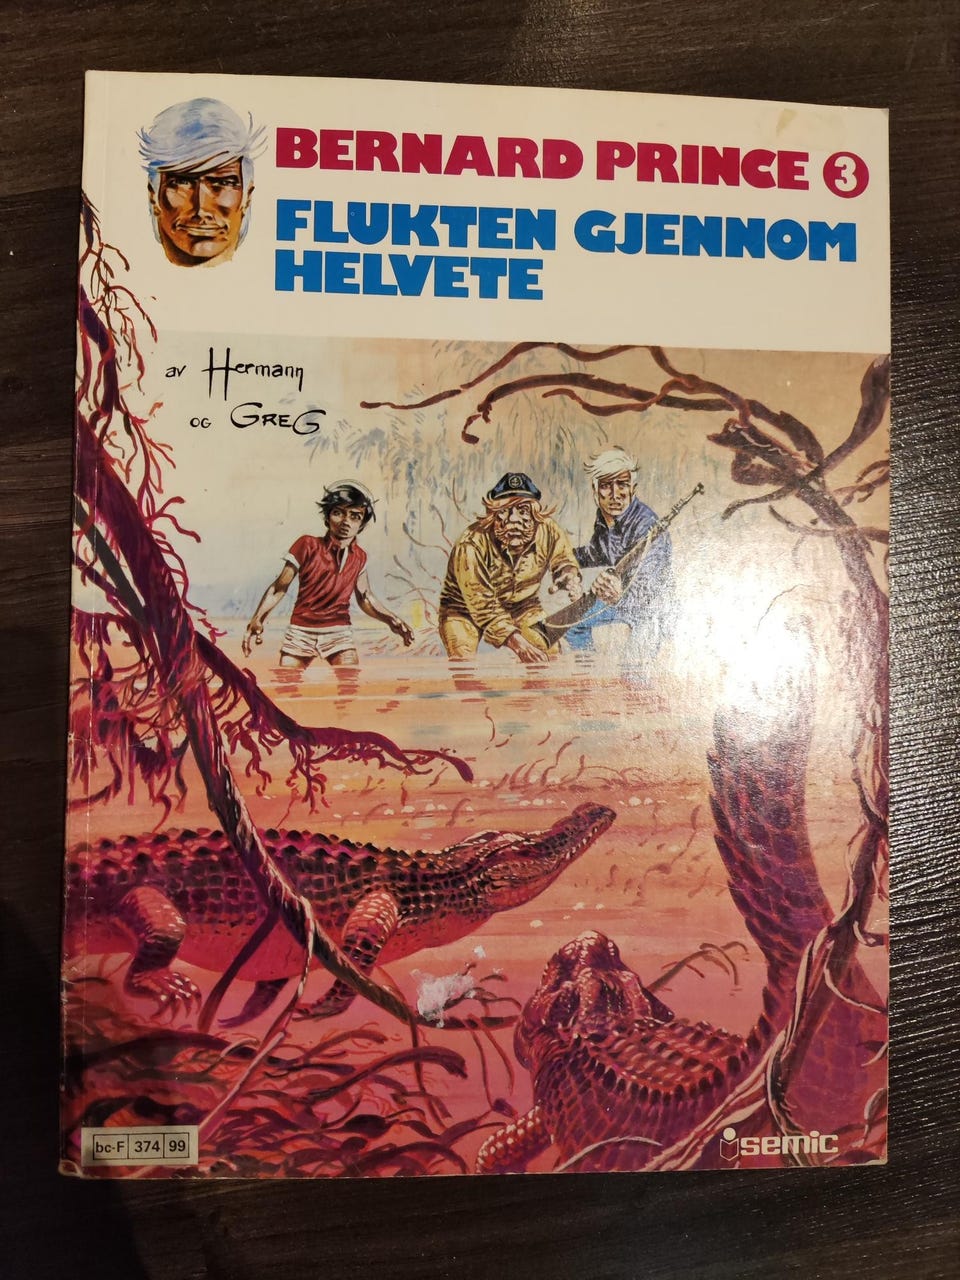 BERNARD PRINCE 3
FLUKTEN GJENNOM
HELVETE
av Hermann
OG GREG
bc-F 374 99
semic